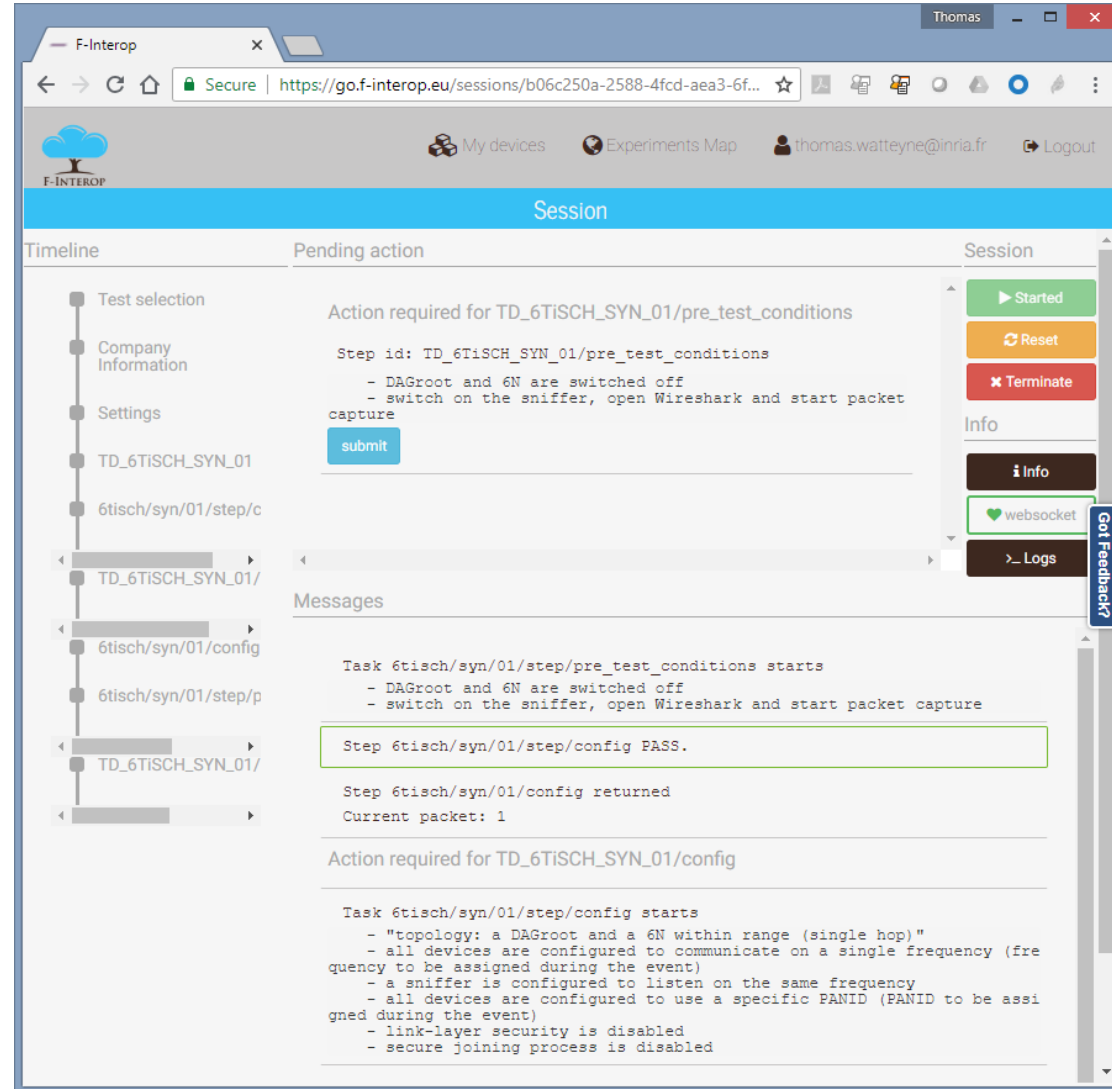 Thomas
F-Interop
Secure
https://go.f-interop.eu/sessions/b06c250a-2588-4fcd-aea3-6f...
F-INTEROP
My devices
Experiments Map
thomas.watteyne@inria.fr
Logout
Session
Timeline
Test selection
Company
Information
Settings
TD_6TiSCH_SYN_01
6tisch/syn/01/step/c
TD_6TiSCH_SYN_01/
6tisch/syn/01/config
6tisch/syn/01/step/p
TD_6TiSCH_SYN_01/
Pending action
Action required for TD_6TiSCH_SYN_01/pre_test_conditions
Step id: TD_6TiSCH_SYN_01/pre_test_conditions
- DAGroot and 6N are switched off
- switch on the sniffer, open Wireshark and start packet
capture
submit
Session
Started
Reset
Terminate
Info
Info
websocket
>_ Logs
Got Feedback?
Messages
Task 6tisch/syn/01/step/pre_test_conditions starts
- DAGroot and 6N are switched off
- switch on the sniffer, open Wireshark and start packet capture
Step 6tisch/syn/01/step/config PASS.
Step 6tisch/syn/01/config returned
Current packet: 1
Action required for TD_6TiSCH_SYN_01/config
Task 6tisch/syn/01/step/config starts
- "topology: a DAGroot and a 6N within range (single hop)"
- all devices are configured to communicate on a single frequency (fre
quency to be assigned during the event)
- a sniffer is configured to listen on the same frequency
- all devices are configured to use a specific PANID (PANID to be assi
gned during the event)
- link-layer security is disabled
- secure joining process is disabled